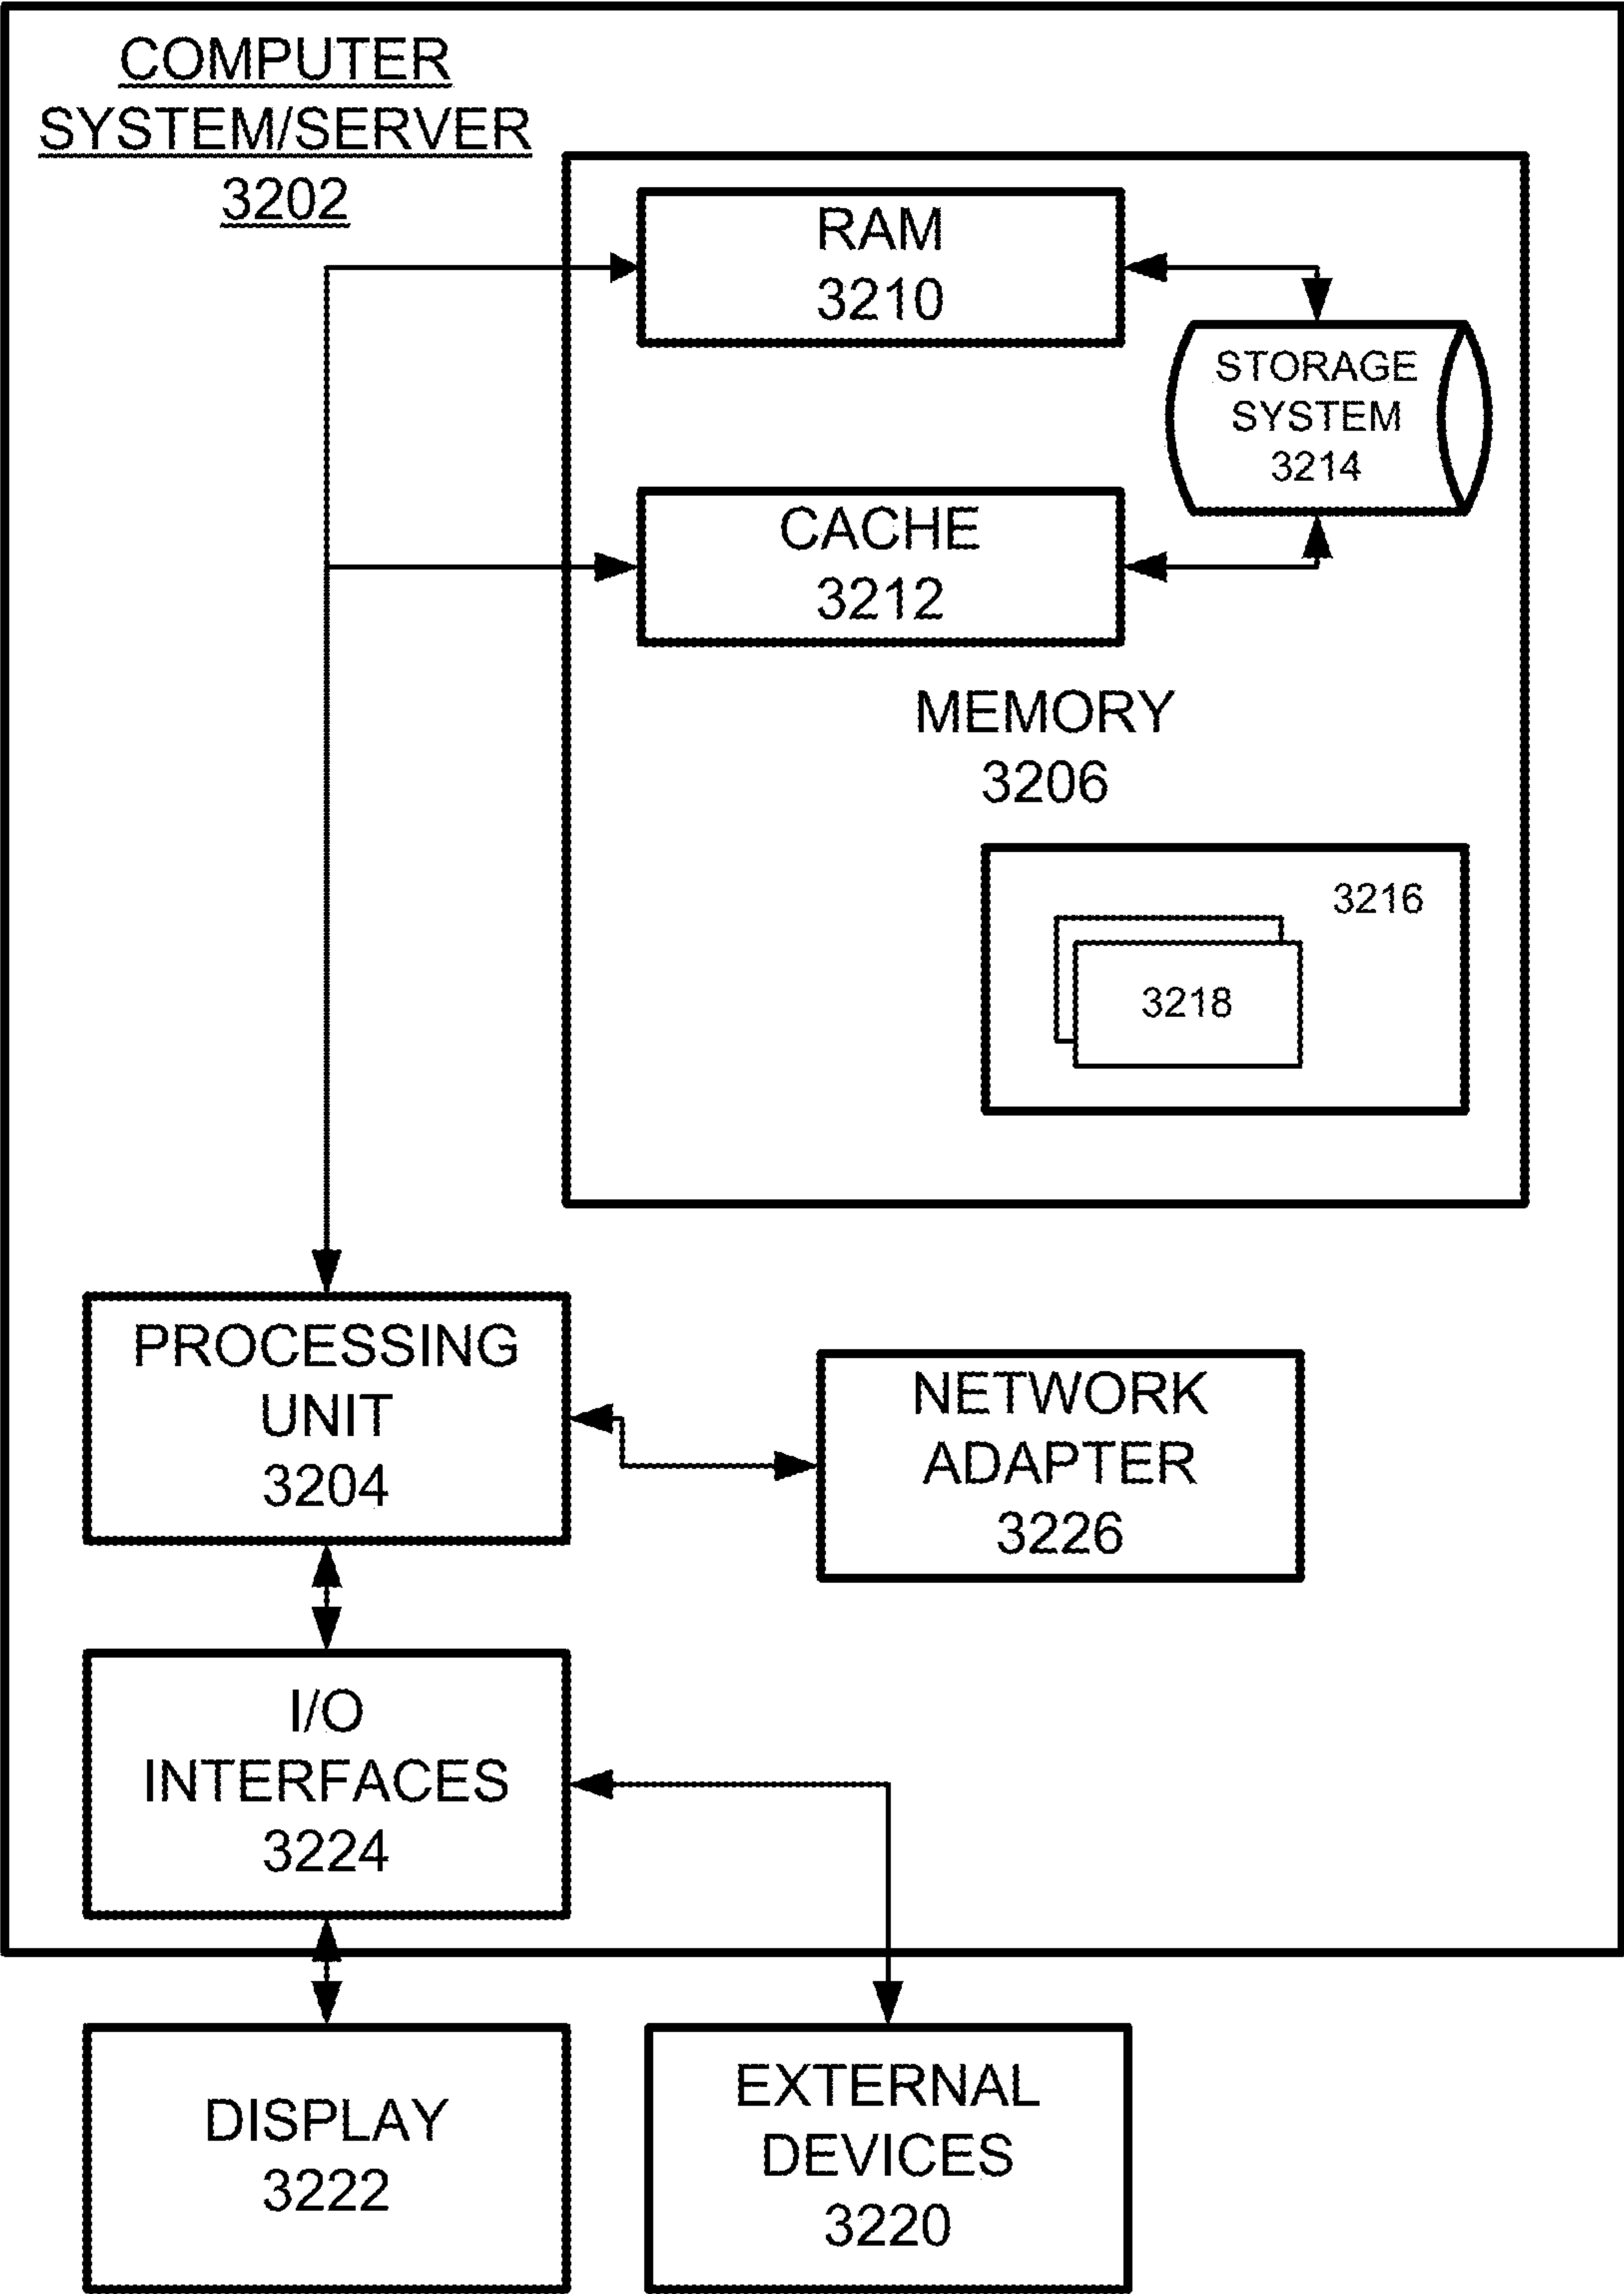 COMPUTER
SYSTEM/SERVER
3202
RAM
3210
STORAGE
SYSTEM
3214
CACHE
3212
MEMORY
3206
3216
3218
PROCESSING
UNIT
3204
NETWORK
ADAPTER
3226
I/O
INTERFACES
3224
DISPLAY
3222
EXTERNAL
DEVICES
3220